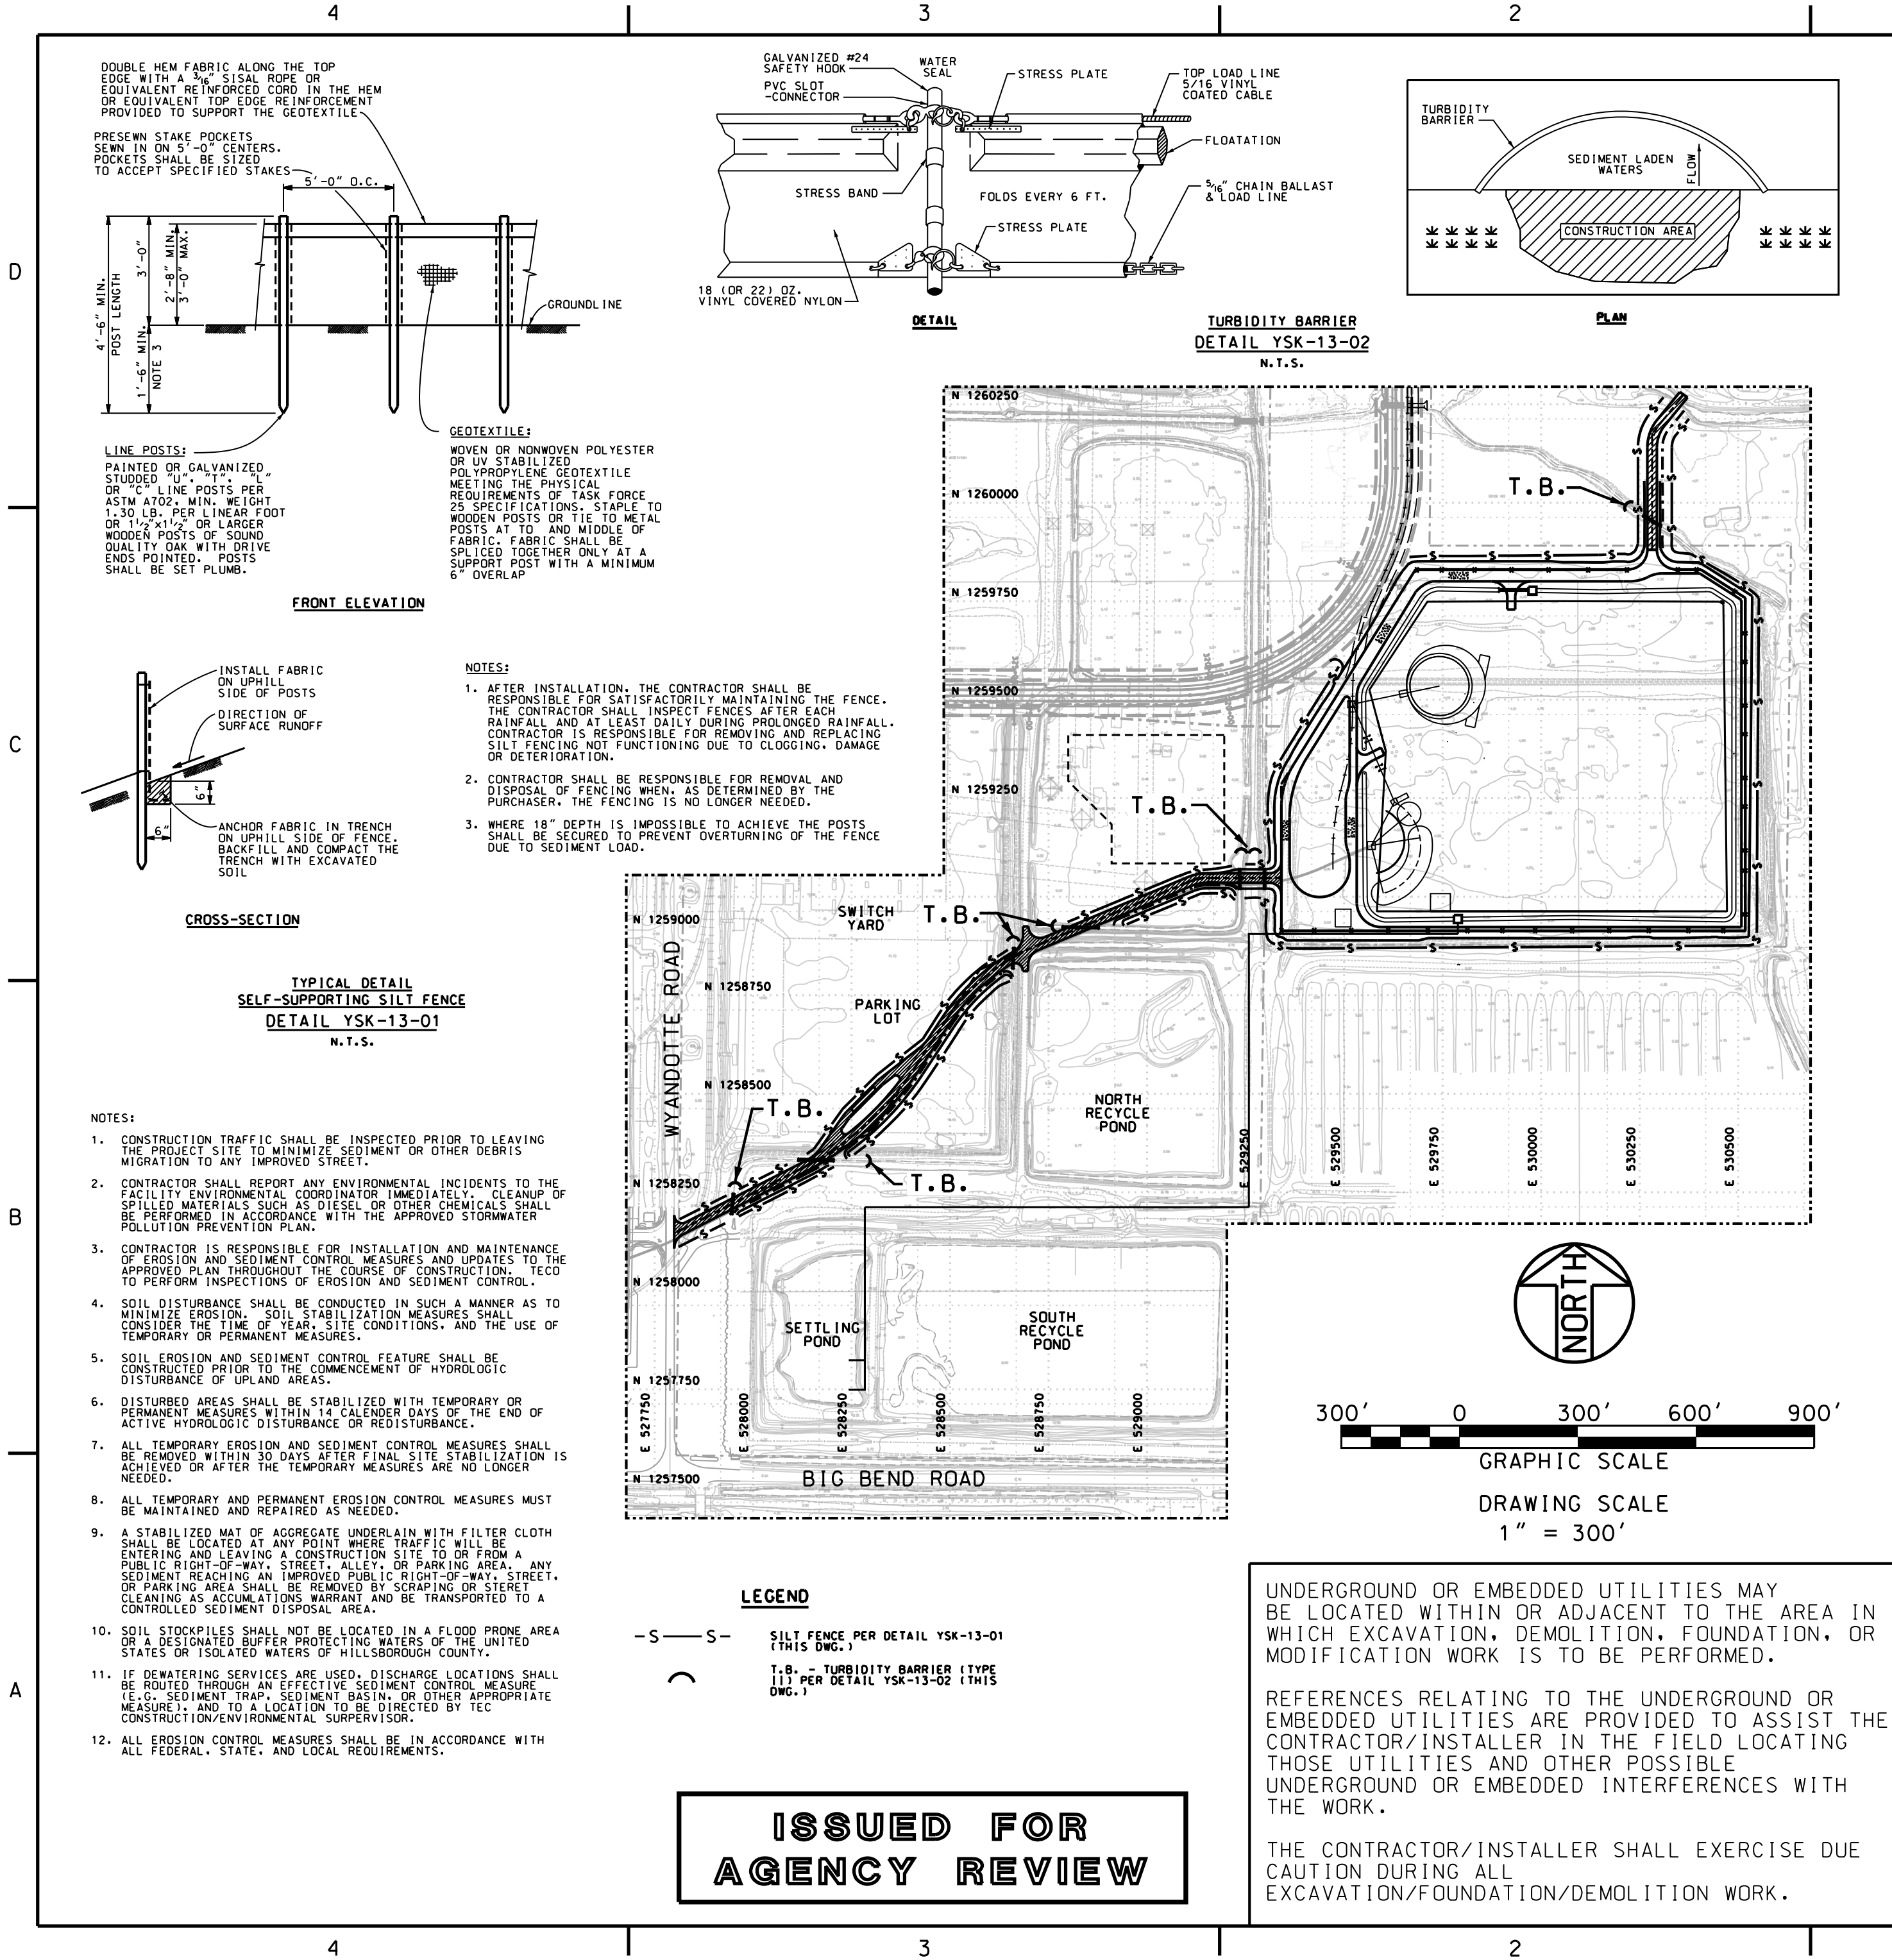 4
3
2
D
C
B
A
DOUBLE HEM FABRIC ALONG THE TOP
EDGE WITH A 3/16" SISAL ROPE OR
EQUIVALENT REINFORCED CORD IN THE HEM
OR EQUIVALENT TOP EDGE REINFORCEMENT
PROVIDED TO SUPPORT THE GEOTEXTILE
PRESEWN STAKE POCKETS
SEWN IN ON 5'-0" CENTERS.
POCKETS SHALL BE SIZED
TO ACCEPT SPECIFIED STAKES
5'-0" O.C.
4'-6" MIN.
POST LENGTH
3'-0"
2'-8" MIN.
3'-0" MAX.
1'-6" MIN.
NOTE 3
GROUNDLINE
LINE POSTS:
PAINTED OR GALVANIZED
STUDDED "U", "T", "L"
OR "C" LINE POSTS PER
ASTM A702, MIN. WEIGHT
1.30 LB. PER LINEAR FOOT
OR 1 1/2"x1 1/2" OR LARGER
WOODEN POSTS OF SOUND
QUALITY OAK WITH DRIVE
ENDS POINTED. POSTS
SHALL BE SET PLUMB.
GEOTEXTILE:
WOVEN OR NONWOVEN POLYESTER
OR UV STABILIZED
POLYPROPYLENE GEOTEXTILE
MEETING THE PHYSICAL
REQUIREMENTS OF TASK FORCE
25 SPECIFICATIONS. STAPLE TO
WOODEN POSTS OR TIE TO METAL
POSTS AT TO AND MIDDLE OF
FABRIC. FABRIC SHALL BE
SPLICED TOGETHER ONLY AT A
SUPPORT POST WITH A MINIMUM
6" OVERLAP
FRONT ELEVATION
INSTALL FABRIC
ON UPHILL
SIDE OF POSTS
DIRECTION OF
SURFACE RUNOFF
6"
6"
ANCHOR FABRIC IN TRENCH
ON UPHILL SIDE OF FENCE.
BACKFILL AND COMPACT THE
TRENCH WITH EXCAVATED
SOIL
CROSS-SECTION
NOTES:
1. AFTER INSTALLATION, THE CONTRACTOR SHALL BE
RESPONSIBLE FOR SATISFACTORILY MAINTAINING THE FENCE.
THE CONTRACTOR SHALL INSPECT FENCES AFTER EACH
RAINFALL AND AT LEAST DAILY DURING PROLONGED RAINFALL.
CONTRACTOR IS RESPONSIBLE FOR REMOVING AND REPLACING
SILT FENCING NOT FUNCTIONING DUE TO CLOGGING, DAMAGE
OR DETERIORATION.
2. CONTRACTOR SHALL BE RESPONSIBLE FOR REMOVAL AND
DISPOSAL OF FENCING WHEN, AS DETERMINED BY THE
PURCHASER, THE FENCING IS NO LONGER NEEDED.
3. WHERE 18" DEPTH IS IMPOSSIBLE TO ACHIEVE THE POSTS
SHALL BE SECURED TO PREVENT OVERTURNING OF THE FENCE
DUE TO SEDIMENT LOAD.
TYPICAL DETAIL
SELF-SUPPORTING SILT FENCE
DETAIL YSK-13-01
N.T.S.
GALVANIZED #24
SAFETY HOOK
PVC SLOT
-CONNECTOR
WATER
SEAL
STRESS PLATE
TOP LOAD LINE
5/16 VINYL
COATED CABLE
FLOATATION
STRESS BAND
FOLDS EVERY 6 FT.
5/16" CHAIN BALLAST
& LOAD LINE
STRESS PLATE
18 (OR 22) OZ.
VINYL COVERED NYLON
DETAIL
TURBIDITY BARRIER
DETAIL YSK-13-02
N.T.S.
TURBIDITY
BARRIER
SEDIMENT LADEN
WATERS
FLOW
CONSTRUCTION AREA
PLAN
N 1260250
N 1260000
N 1259750
N 1259500
N 1259250
N 1259000
N 1258750
N 1258500
N 1258250
N 1258000
N 1257750
N 1257500
T.B.
T.B.
T.B.
T.B.
T.B.
SWITCH
YARD
PARKING
LOT
WYANDOTTE ROAD
NORTH
RECYCLE
POND
SETTLING
POND
SOUTH
RECYCLE
POND
E 527750
E 528000
E 528250
E 528500
E 528750
E 529000
E 529250
E 529500
E 529750
E 530000
E 530250
E 530500
BIG BEND ROAD
NORTH
300' 0 300' 600' 900'
GRAPHIC SCALE
DRAWING SCALE
1" = 300'
NOTES:
1. CONSTRUCTION TRAFFIC SHALL BE INSPECTED PRIOR TO LEAVING
THE PROJECT SITE TO MINIMIZE SEDIMENT OR OTHER DEBRIS
MIGRATION TO ANY IMPROVED STREET.
2. CONTRACTOR SHALL REPORT ANY ENVIRONMENTAL INCIDENTS TO THE
FACILITY ENVIRONMENTAL COORDINATOR IMMEDIATELY. CLEANUP OF
SPILLED MATERIALS SUCH AS DIESEL OR OTHER CHEMICALS SHALL
BE PERFORMED IN ACCORDANCE WITH THE APPROVED STORMWATER
POLLUTION PREVENTION PLAN.
3. CONTRACTOR IS RESPONSIBLE FOR INSTALLATION AND MAINTENANCE
OF EROSION AND SEDIMENT CONTROL MEASURES AND UPDATES TO THE
APPROVED PLAN THROUGHOUT THE COURSE OF CONSTRUCTION. TECO
TO PERFORM INSPECTIONS OF EROSION AND SEDIMENT CONTROL.
4. SOIL DISTURBANCE SHALL BE CONDUCTED IN SUCH A MANNER AS TO
MINIMIZE EROSION. SOIL STABILIZATION MEASURES SHALL
CONSIDER THE TIME OF YEAR, SITE CONDITIONS, AND THE USE OF
TEMPORARY OR PERMANENT MEASURES.
5. SOIL EROSION AND SEDIMENT CONTROL FEATURE SHALL BE
CONSTRUCTED PRIOR TO THE COMMENCEMENT OF HYDROLOGIC
DISTURBANCE OF UPLAND AREAS.
6. DISTURBED AREAS SHALL BE STABILIZED WITH TEMPORARY OR
PERMANENT MEASURES WITHIN 14 CALENDER DAYS OF THE END OF
ACTIVE HYDROLOGIC DISTURBANCE OR REDISTURBANCE.
7. ALL TEMPORARY EROSION AND SEDIMENT CONTROL MEASURES SHALL
BE REMOVED WITHIN 30 DAYS AFTER FINAL SITE STABILIZATION IS
ACHIEVED OR AFTER THE TEMPORARY MEASURES ARE NO LONGER
NEEDED.
8. ALL TEMPORARY AND PERMANENT EROSION CONTROL MEASURES MUST
BE MAINTAINED AND REPAIRED AS NEEDED.
9. A STABILIZED MAT OF AGGREGATE UNDERLAIN WITH FILTER CLOTH
SHALL BE LOCATED AT ANY POINT WHERE TRAFFIC WILL BE
ENTERING AND LEAVING A CONSTRUCTION SITE TO OR FROM A
PUBLIC RIGHT-OF-WAY, STREET, ALLEY, OR PARKING AREA. ANY
SEDIMENT REACHING AN IMPROVED PUBLIC RIGHT-OF-WAY, STREET,
OR PARKING AREA SHALL BE REMOVED BY SCRAPING OR STERET
CLEANING AS ACCUMLATIONS WARRANT AND BE TRANSPORTED TO A
CONTROLLED SEDIMENT DISPOSAL AREA.
10. SOIL STOCKPILES SHALL NOT BE LOCATED IN A FLOOD PRONE AREA
OR A DESIGNATED BUFFER PROTECTING WATERS OF THE UNITED
STATES OR ISOLATED WATERS OF HILLSBOROUGH COUNTY.
11. IF DEWATERING SERVICES ARE USED, DISCHARGE LOCATIONS SHALL
BE ROUTED THROUGH AN EFFECTIVE SEDIMENT CONTROL MEASURE
(E.G. SEDIMENT TRAP, SEDIMENT BASIN, OR OTHER APPROPRIATE
MEASURE), AND TO A LOCATION TO BE DIRECTED BY TEC
CONSTRUCTION/ENVIRONMENTAL SURPERVISOR.
12. ALL EROSION CONTROL MEASURES SHALL BE IN ACCORDANCE WITH
ALL FEDERAL, STATE, AND LOCAL REQUIREMENTS.
LEGEND
-S——S- SILT FENCE PER DETAIL YSK-13-01
(THIS DWG.)
T.B. - TURBIDITY BARRIER (TYPE
II) PER DETAIL YSK-13-02 (THIS
DWG.)
ISSUED FOR
AGENCY REVIEW
UNDERGROUND OR EMBEDDED UTILITIES MAY
BE LOCATED WITHIN OR ADJACENT TO THE AREA IN
WHICH EXCAVATION, DEMOLITION, FOUNDATION, OR
MODIFICATION WORK IS TO BE PERFORMED.
REFERENCES RELATING TO THE UNDERGROUND OR
EMBEDDED UTILITIES ARE PROVIDED TO ASSIST THE
CONTRACTOR/INSTALLER IN THE FIELD LOCATING
THOSE UTILITIES AND OTHER POSSIBLE
UNDERGROUND OR EMBEDDED INTERFERENCES WITH
THE WORK.
THE CONTRACTOR/INSTALLER SHALL EXERCISE DUE
CAUTION DURING ALL
EXCAVATION/FOUNDATION/DEMOLITION WORK.
4
3
2